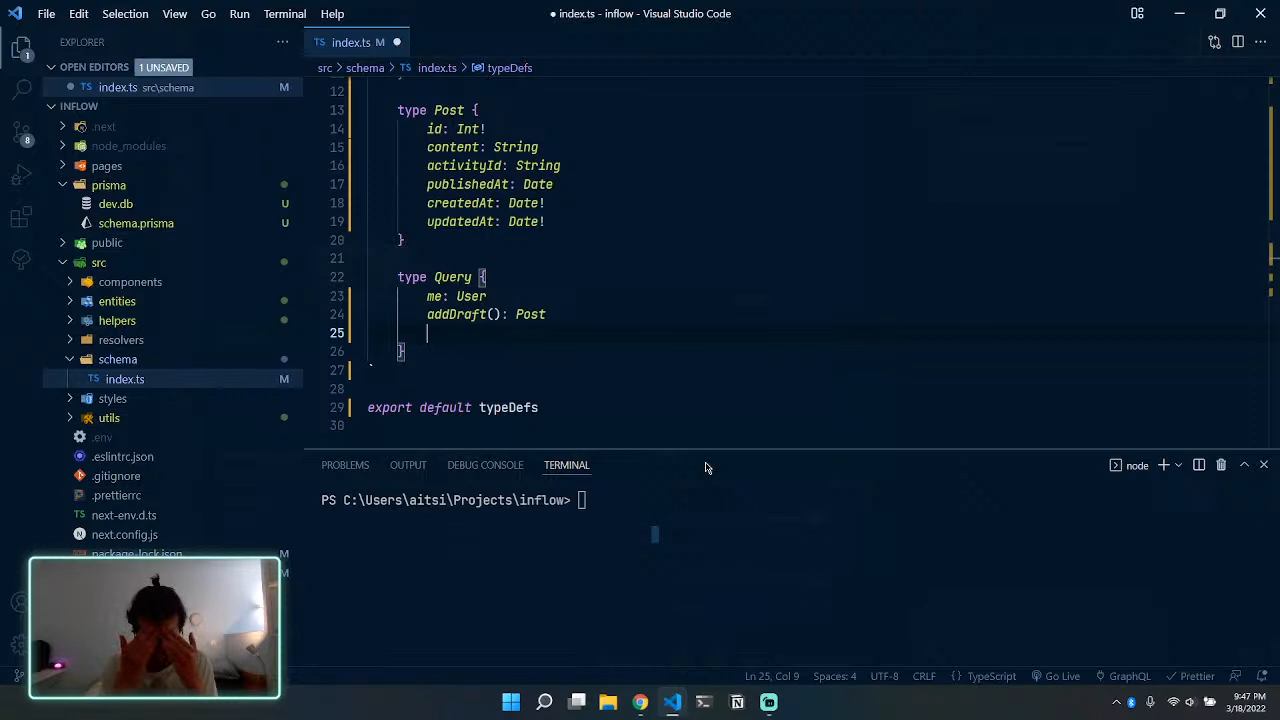 File Edit Selection View Go Run Terminal Help
● index.ts - inflow - Visual Studio Code
EXPLORER
OPEN EDITORS 1 UNSAVED
index.ts src\schema M
INFLOW
.next
node_modules
pages
prisma
dev.db U
schema.prisma U
public
src
components
entities
helpers
resolvers
schema
index.ts M
styles
utils
.env
.eslintrc.json
.gitignore
.prettierrc
next-env.d.ts
next.config.js
package-lock.json M
M
1
8
TS index.ts M
src > schema > TS index.ts > typeDefs
12
13 type Post {
14 id: Int!
15 content: String
16 activityId: String
17 publishedAt: Date
18 createdAt: Date!
19 updatedAt: Date!
20 }
21
22 type Query {
23 me: User
24 addDraft(): Post
25
26 }
27 `
28
29 export default typeDefs
30
PROBLEMS OUTPUT DEBUG CONSOLE TERMINAL
node
PS C:\Users\aitsi\Projects\inflow>
Ln 25, Col 9 Spaces: 4 UTF-8 CRLF {} TypeScript Go Live GraphQL Prettier
9:47 PM
3/18/2022